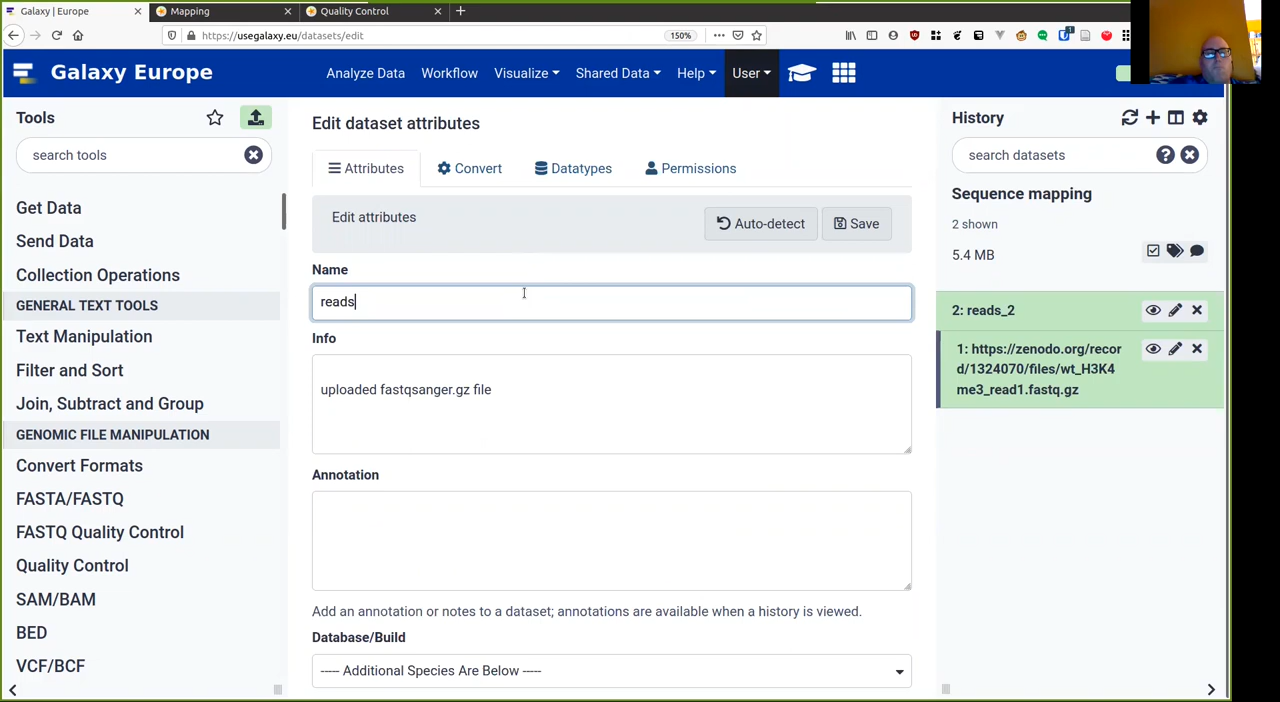 Galaxy | Europe
Mapping
Quality Control
https://usegalaxy.eu/datasets/edit
150%
Galaxy Europe
Analyze Data
Workflow
Visualize
Shared Data
Help
User
Tools
search tools
Get Data
Send Data
Collection Operations
GENERAL TEXT TOOLS
Text Manipulation
Filter and Sort
Join, Subtract and Group
GENOMIC FILE MANIPULATION
Convert Formats
FASTA/FASTQ
FASTQ Quality Control
Quality Control
SAM/BAM
BED
VCF/BCF
Edit dataset attributes
Attributes
Convert
Datatypes
Permissions
Edit attributes
Auto-detect
Save
Name
reads
Info
uploaded fastqsanger.gz file
Annotation
Add an annotation or notes to a dataset; annotations are available when a history is viewed.
Database/Build
----- Additional Species Are Below -----
History
search datasets
Sequence mapping
2 shown
5.4 MB
2: reads_2
1: https://zenodo.org/recor
d/1324070/files/wt_H3K4
me3_read1.fastq.gz